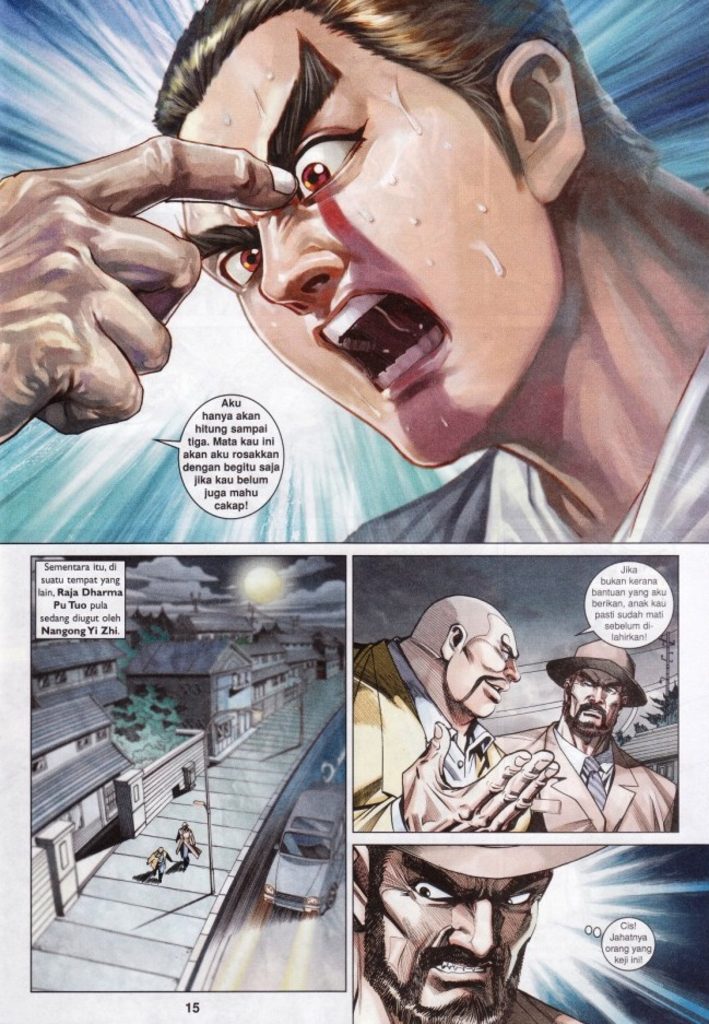 Aku
hanya akan
hitung sampai
tiga. Mata kau ini
akan aku rosakkan
dengan begitu saja
jika kau belum
juga mahu
cakap!
Sementara itu, di
suatu tempat yang
lain, Raja Dharma
Pu Tuo pula
sedang diugut oleh
Nangong Yi Zhi.
Jika
bukan kerana
bantuan yang aku
berikan, anak kau
pasti sudah mati
sebelum di-
lahirkan!
Cis!
Jahatnya
orang yang
keji ini!
15